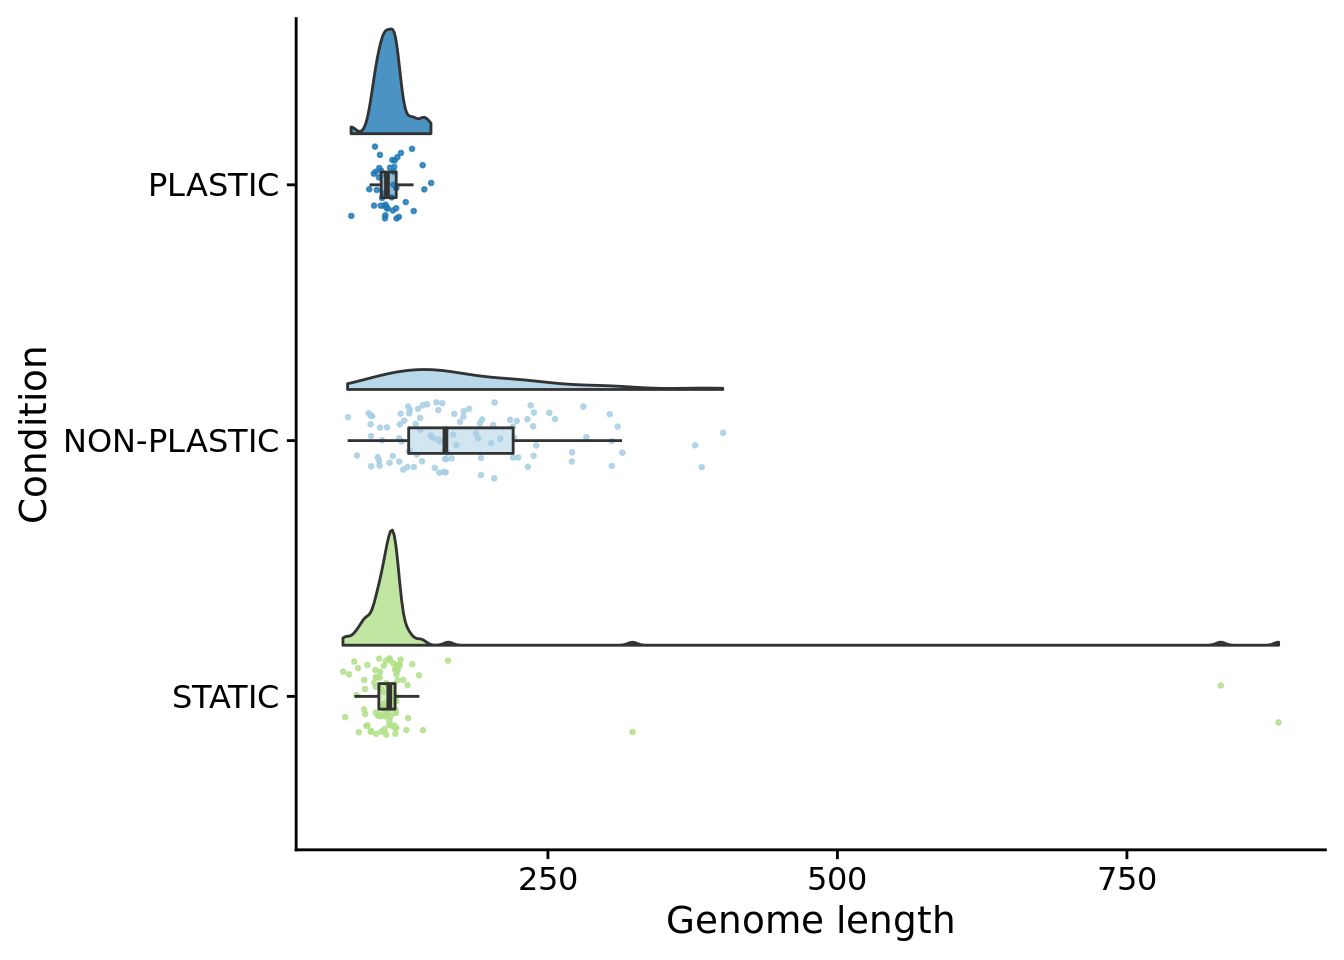 PLASTIC
NON-PLASTIC
STATIC
Condition
250 500 750
Genome length